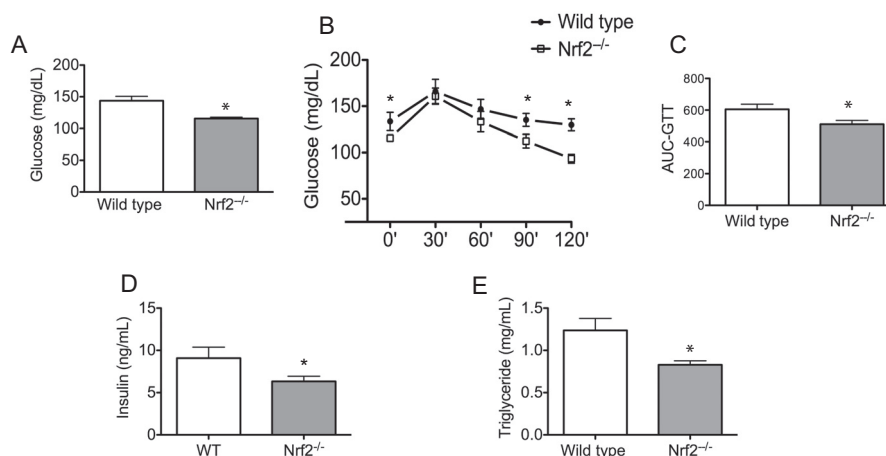 A
Glucose (mg/dL)
200
150
100
50
0
*
Wild type
Nrf2⁻/⁻
B
Wild type
Nrf2⁻/⁻
Glucose (mg/dL)
200
150
100
50
*
*
*
0'
30'
60'
90'
120'
C
AUC-GTT
800
600
400
200
0
*
Wild type
Nrf2⁻/⁻
D
Insulin (ng/mL)
15
10
5
0
*
WT
Nrf2⁻/⁻
E
Triglyceride (mg/mL)
1.5
1.0
0.5
0.0
*
Wild type
Nrf2⁻/⁻